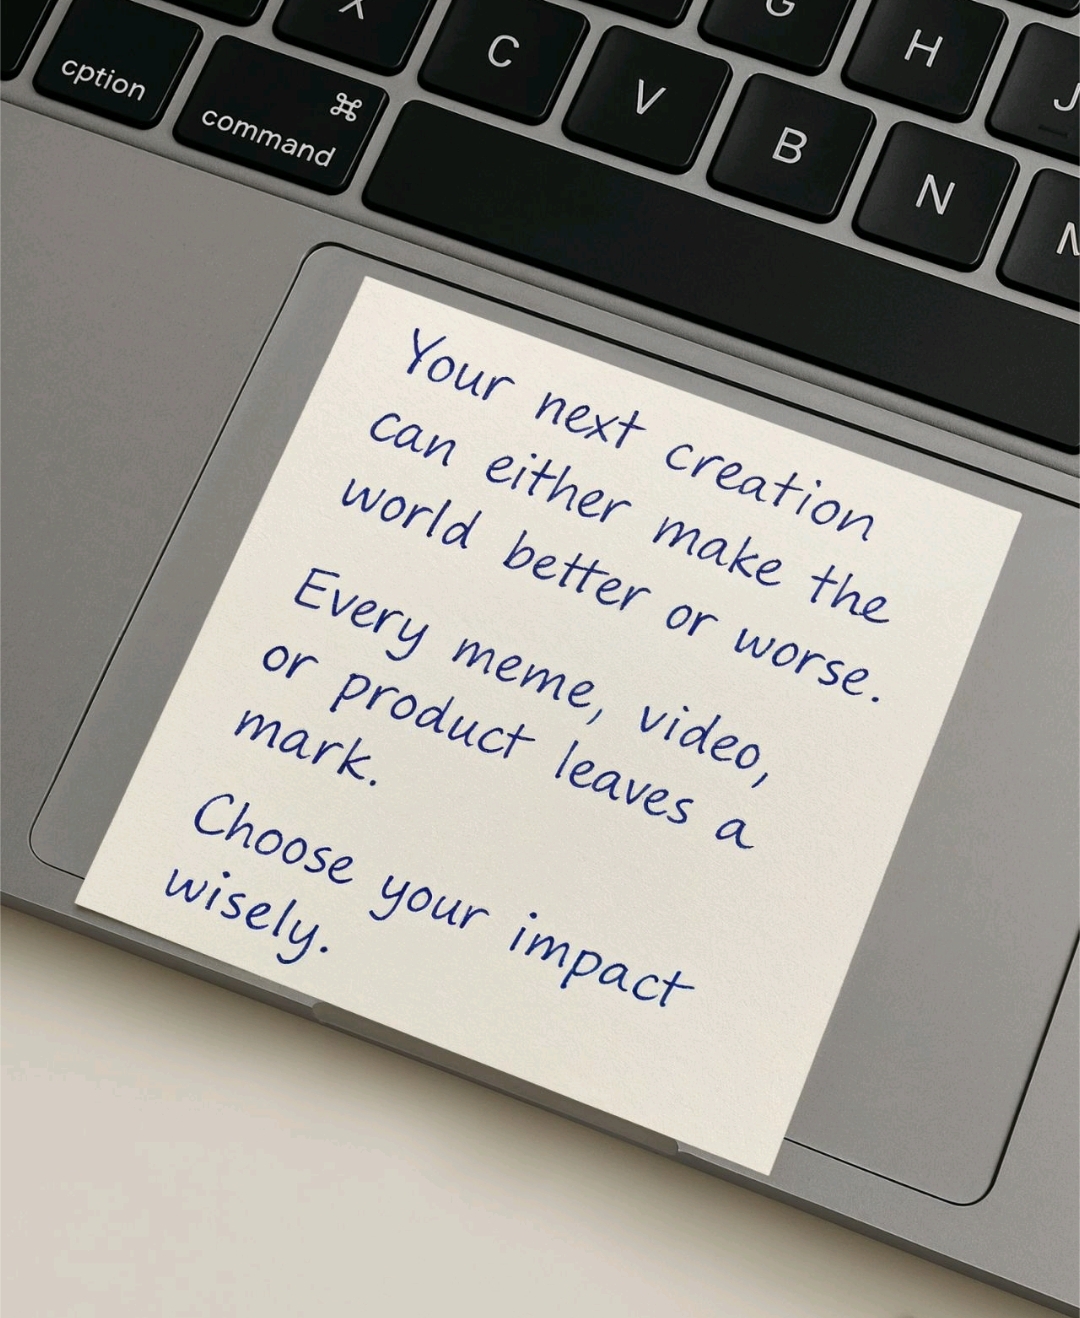 X
G
C
H
cption
V
J
⌘
command
B
N
Your next creation
can either make the
world better or worse.
Every meme, video,
or product leaves a
mark.
Choose your impact
wisely.